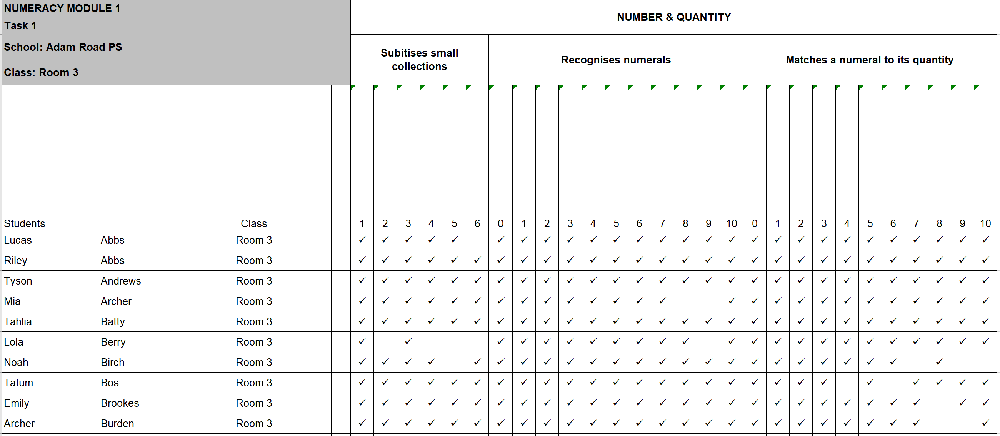 NUMERACY MODULE 1
Task 1
School: Adam Road PS
Class: Room 3
NUMBER & QUANTITY
Subitises small
collections
Recognises numerals
Matches a numeral to its quantity
Students Class 1 2 3 4 5 6 0 1 2 3 4 5 6 7 8 9 10 0 1 2 3 4 5 6 7 8 9 10
Lucas Abbs Room 3 ✓ ✓ ✓ ✓ ✓ ✓ ✓ ✓ ✓ ✓ ✓ ✓ ✓ ✓ ✓ ✓ ✓ ✓ ✓ ✓ ✓ ✓ ✓ ✓ ✓ ✓ ✓
Riley Abbs Room 3 ✓ ✓ ✓ ✓ ✓ ✓ ✓ ✓ ✓ ✓ ✓ ✓ ✓ ✓ ✓ ✓ ✓ ✓ ✓ ✓ ✓ ✓ ✓ ✓ ✓ ✓ ✓ ✓
Tyson Andrews Room 3 ✓ ✓ ✓ ✓ ✓ ✓ ✓ ✓ ✓ ✓ ✓ ✓ ✓ ✓ ✓ ✓ ✓ ✓ ✓ ✓ ✓ ✓ ✓ ✓ ✓ ✓ ✓ ✓
Mia Archer Room 3 ✓ ✓ ✓ ✓ ✓ ✓ ✓ ✓ ✓ ✓ ✓ ✓ ✓ ✓ ✓ ✓ ✓ ✓ ✓ ✓ ✓ ✓ ✓ ✓ ✓ ✓
Tahlia Batty Room 3 ✓ ✓ ✓ ✓ ✓ ✓ ✓ ✓ ✓ ✓ ✓ ✓ ✓ ✓ ✓ ✓ ✓ ✓ ✓ ✓ ✓ ✓ ✓ ✓ ✓ ✓ ✓ ✓
Lola Berry Room 3 ✓ ✓ ✓ ✓ ✓ ✓ ✓ ✓ ✓ ✓ ✓ ✓ ✓ ✓ ✓ ✓ ✓ ✓ ✓ ✓ ✓ ✓ ✓
Noah Birch Room 3 ✓ ✓ ✓ ✓ ✓ ✓ ✓ ✓ ✓ ✓ ✓ ✓ ✓ ✓ ✓ ✓ ✓ ✓ ✓ ✓ ✓ ✓ ✓ ✓
Tatum Bos Room 3 ✓ ✓ ✓ ✓ ✓ ✓ ✓ ✓ ✓ ✓ ✓ ✓ ✓ ✓ ✓ ✓ ✓ ✓ ✓ ✓ ✓ ✓ ✓ ✓ ✓ ✓
Emily Brookes Room 3 ✓ ✓ ✓ ✓ ✓ ✓ ✓ ✓ ✓ ✓ ✓ ✓ ✓ ✓ ✓ ✓ ✓ ✓ ✓ ✓ ✓ ✓ ✓ ✓ ✓ ✓ ✓
Archer Burden Room 3 ✓ ✓ ✓ ✓ ✓ ✓ ✓ ✓ ✓ ✓ ✓ ✓ ✓ ✓ ✓ ✓ ✓ ✓ ✓ ✓ ✓ ✓ ✓ ✓ ✓ ✓